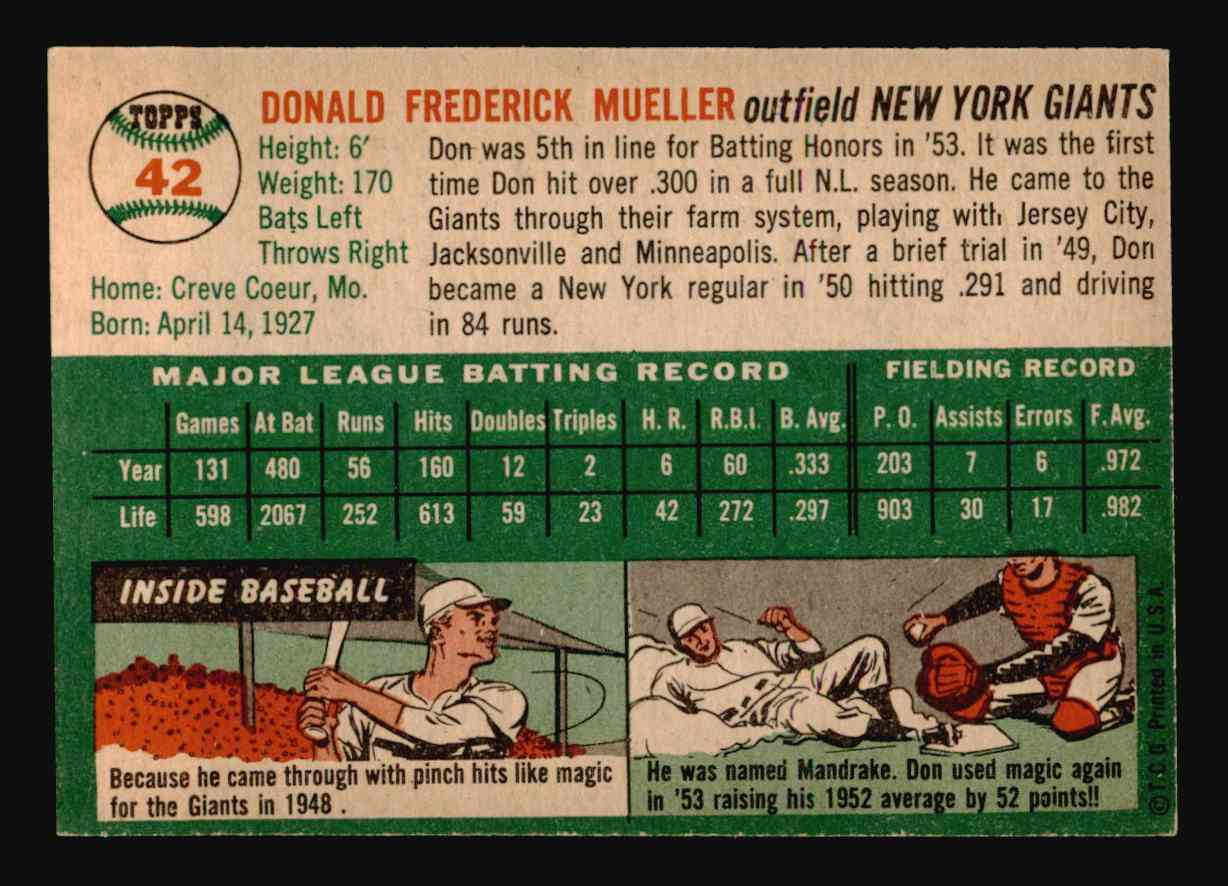 TOPPS
42
DONALD FREDERICK MUELLER outfield NEW YORK GIANTS
Height: 6'
Weight: 170
Bats Left
Throws Right
Home: Creve Coeur, Mo.
Born: April 14, 1927
Don was 5th in line for Batting Honors in '53. It was the first
time Don hit over .300 in a full N.L. season. He came to the
Giants through their farm system, playing with Jersey City,
Jacksonville and Minneapolis. After a brief trial in '49, Don
became a New York regular in '50 hitting .291 and driving
in 84 runs.
MAJOR LEAGUE BATTING RECORD FIELDING RECORD
Games At Bat Runs Hits Doubles Triples H. R. R.B.I. B. Avg. P. O. Assists Errors F. Avg.
Year 131 480 56 160 12 2 6 60 .333 203 7 6 .972
Life 598 2067 252 613 59 23 42 272 .297 903 30 17 .982
INSIDE BASEBALL
Because he came through with pinch hits like magic
for the Giants in 1948 .
He was named Mandrake. Don used magic again
in '53 raising his 1952 average by 52 points!!
© T.C.G. Printed in U.S.A.